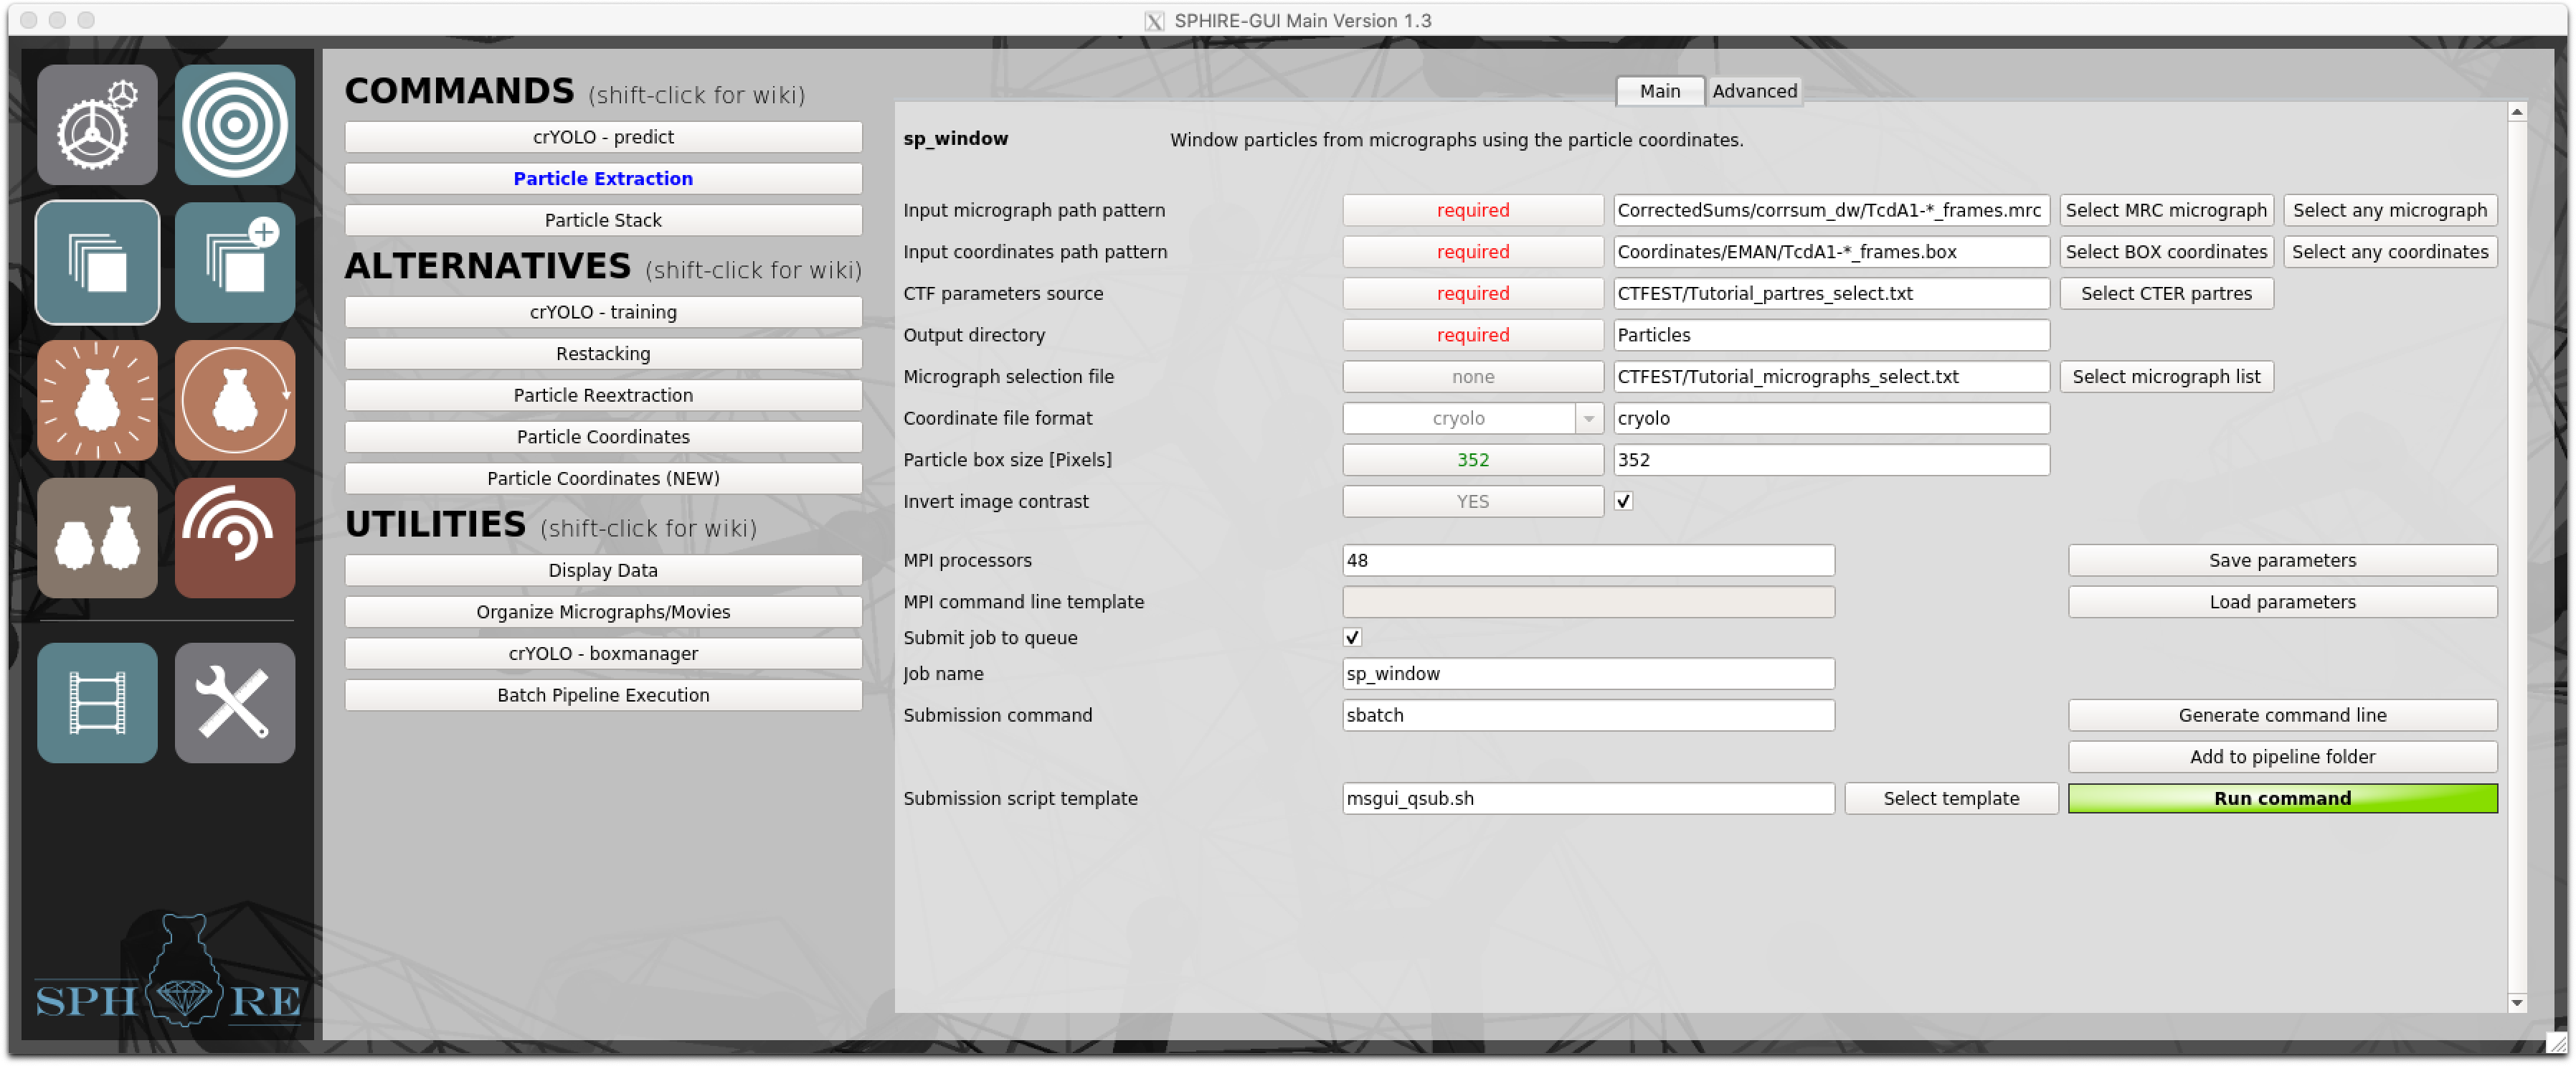 SPHIRE-GUI Main Version 1.3
COMMANDS (shift-click for wiki)
crYOLO - predict
Particle Extraction
Particle Stack
ALTERNATIVES (shift-click for wiki)
crYOLO - training
Restacking
Particle Reextraction
Particle Coordinates
Particle Coordinates (NEW)
UTILITIES (shift-click for wiki)
Display Data
Organize Micrographs/Movies
crYOLO - boxmanager
Batch Pipeline Execution
SPH RE
Main Advanced
sp_window Window particles from micrographs using the particle coordinates.
Input micrograph path pattern required CorrectedSums/corrsum_dw/TcdA1-*_frames.mrc Select MRC micrograph Select any micrograph
Input coordinates path pattern required Coordinates/EMAN/TcdA1-*_frames.box Select BOX coordinates Select any coordinates
CTF parameters source required CTFEST/Tutorial_partres_select.txt Select CTER partres
Output directory required Particles
Micrograph selection file none CTFEST/Tutorial_micrographs_select.txt Select micrograph list
Coordinate file format cryolo cryolo
Particle box size [Pixels] 352 352
Invert image contrast YES
MPI processors 48 Save parameters
MPI command line template Load parameters
Submit job to queue
Job name sp_window
Submission command sbatch Generate command line
Add to pipeline folder
Submission script template msgui_qsub.sh Select template Run command